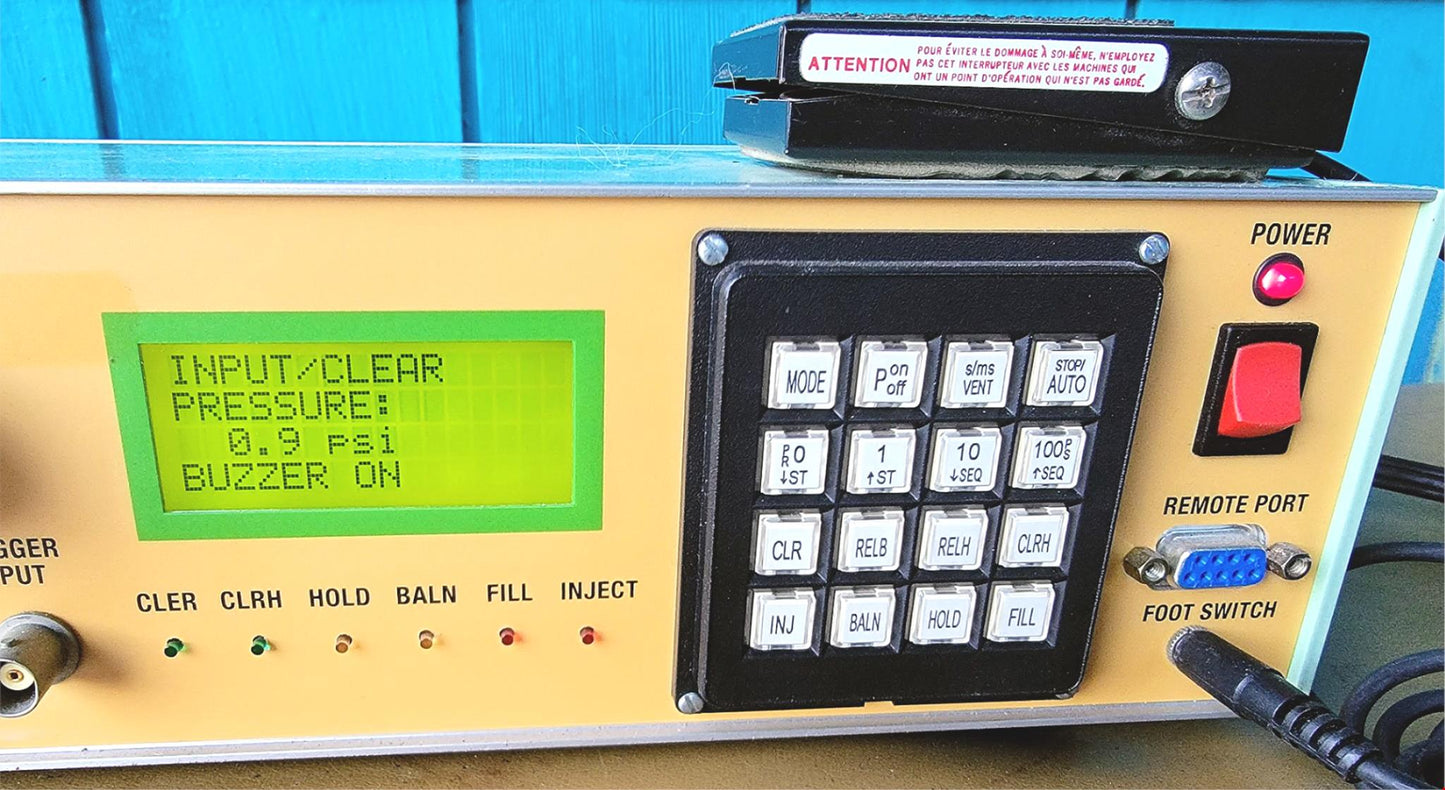 ATTENTION
POUR ÉVITER LE DOMMAGE À SOI-MÊME, N'EMPLOYEZ
PAS CET INTERRUPTEUR AVEC LES MACHINES QUI
ONT UN POINT D'OPÉRATION QUI N'EST PAS GARDÉ.
POWER
INPUT/CLEAR
PRESSURE:
0.9 psi
BUZZER ON
MODE
P on
off
s/ms
VENT
STOP/
AUTO
PR 0
↓ST
1
↑ST
10
↓SEQ
100
↑SEQ
CLR
RELB
RELH
CLRH
INJ
BALN
HOLD
FILL
GGER
PUT
CLER CLRH HOLD BALN FILL INJECT
REMOTE PORT
FOOT SWITCH